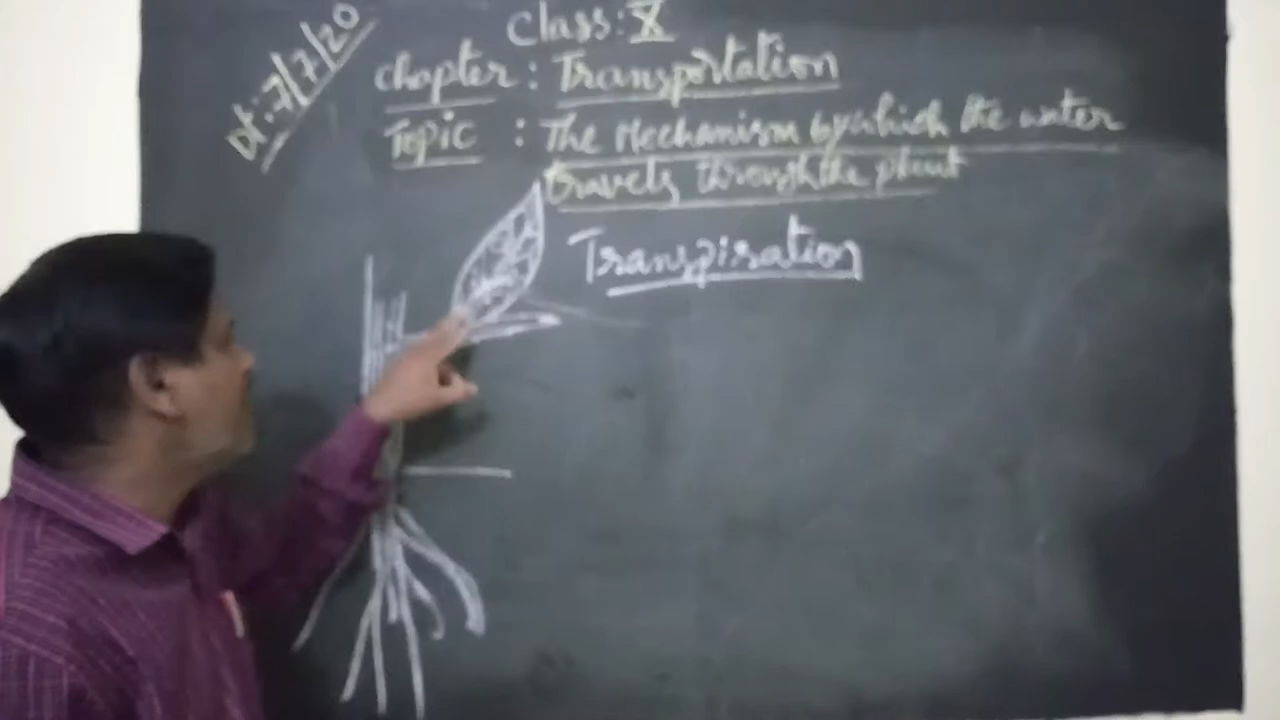 Dt: 7/7/20
Class: X
Chapter : Transportation
Topic : The Mechanism by which the water
travels through the plant
Transpiration